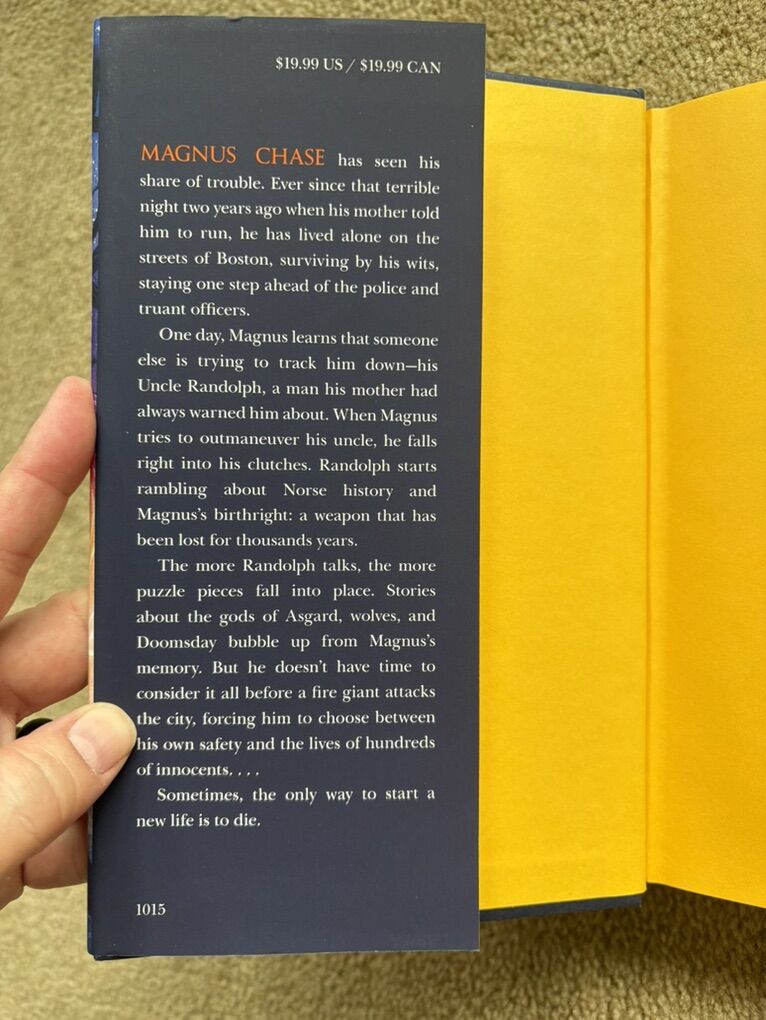 $19.99 US / $19.99 CAN
MAGNUS CHASE has seen his
share of trouble. Ever since that terrible
night two years ago when his mother told
him to run, he has lived alone on the
streets of Boston, surviving by his wits,
staying one step ahead of the police and
truant officers.
One day, Magnus learns that someone
else is trying to track him down—his
Uncle Randolph, a man his mother had
always warned him about. When Magnus
tries to outmaneuver his uncle, he falls
right into his clutches. Randolph starts
rambling about Norse history and
Magnus's birthright: a weapon that has
been lost for thousands years.
The more Randolph talks, the more
puzzle pieces fall into place. Stories
about the gods of Asgard, wolves, and
Doomsday bubble up from Magnus's
memory. But he doesn't have time to
consider it all before a fire giant attacks
the city, forcing him to choose between
his own safety and the lives of hundreds
of innocents. . . .
Sometimes, the only way to start a
new life is to die.
1015